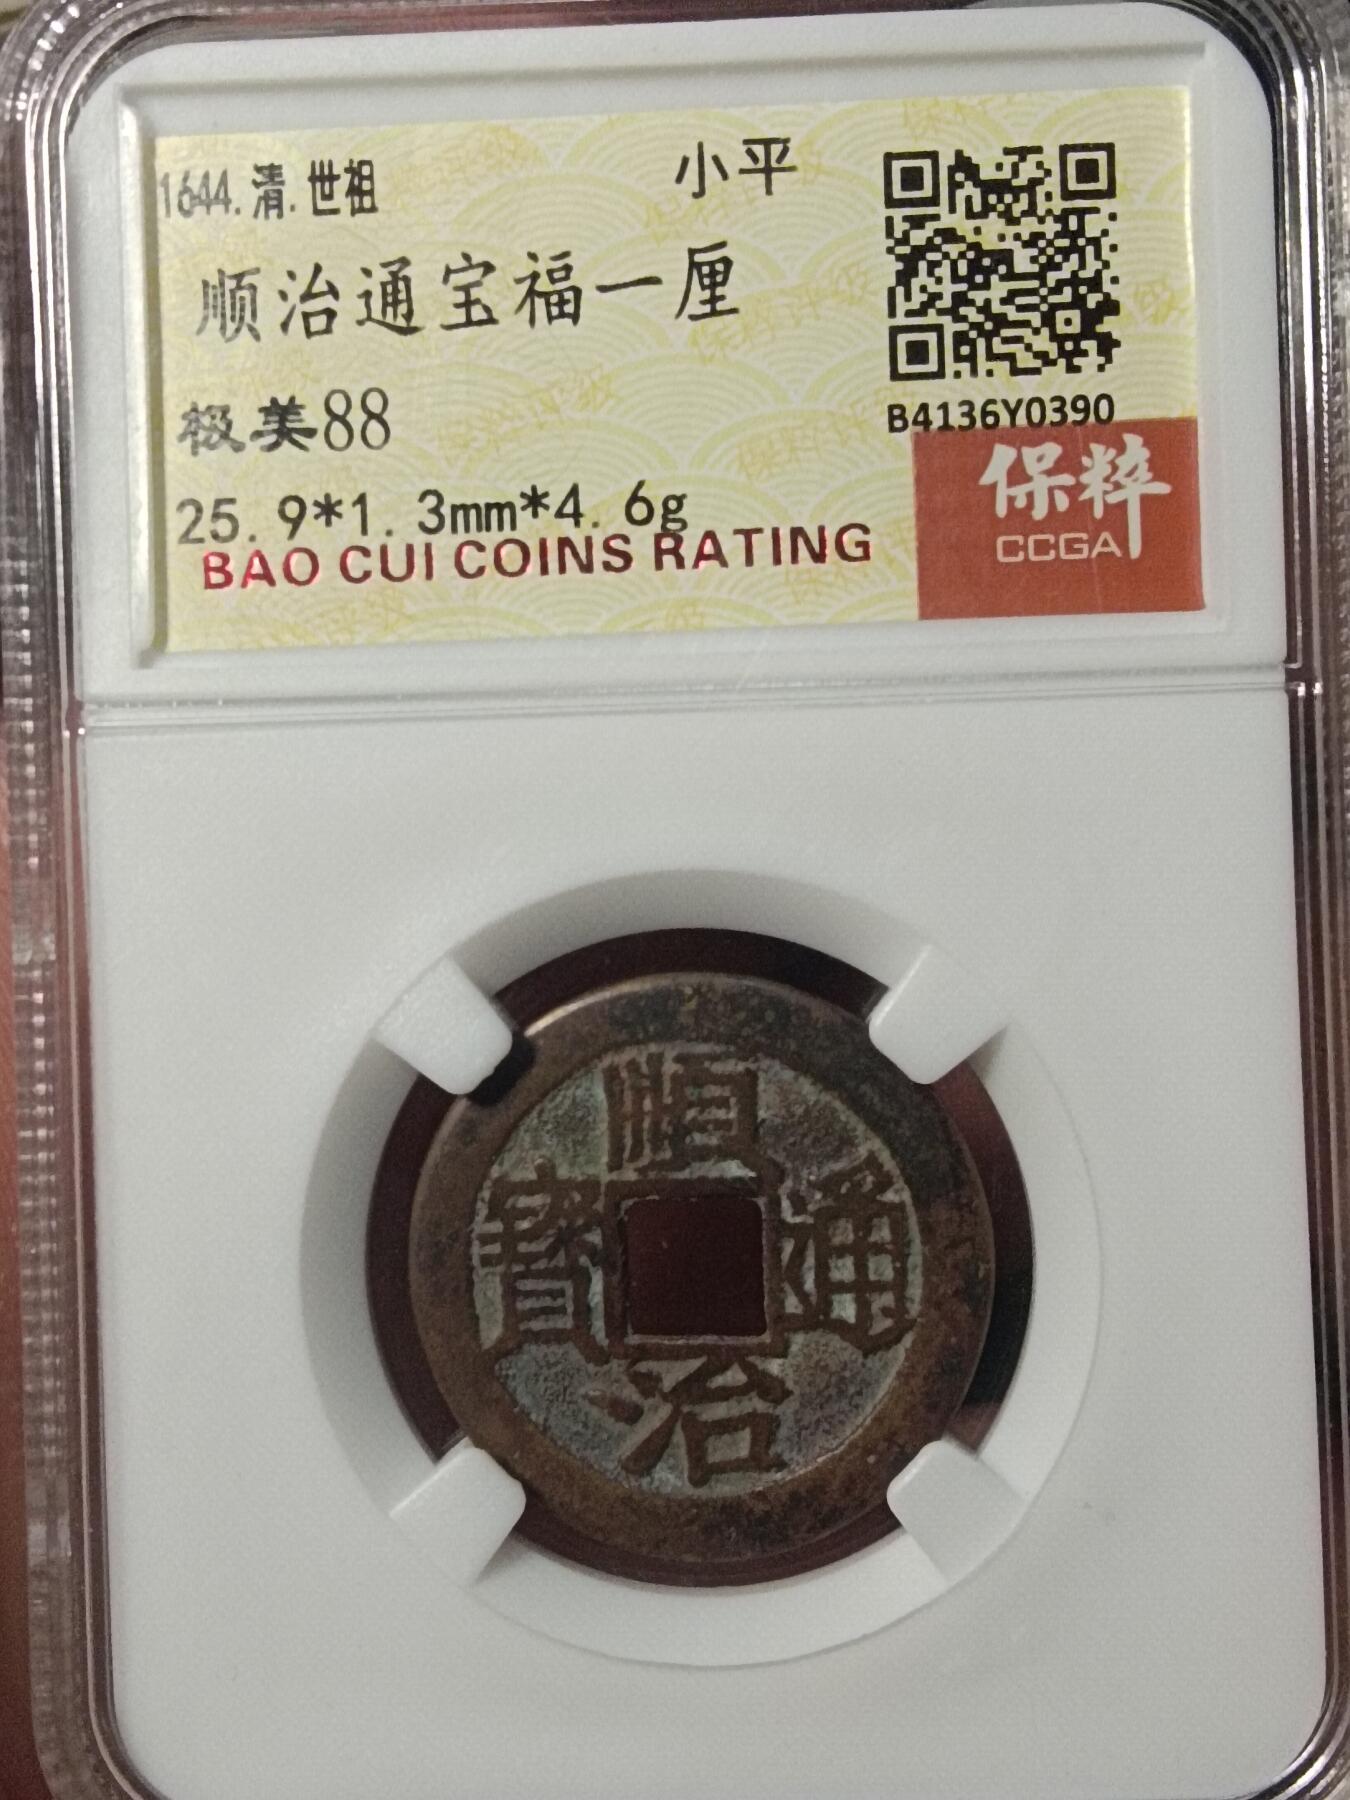 1644.清.世祖 小平
顺治通宝福一厘
极美88
25.9*1.3mm*4.6g
BAO CUI COINS RATING
B4136Y0390
保粹
CCGA
順
寶 通
治